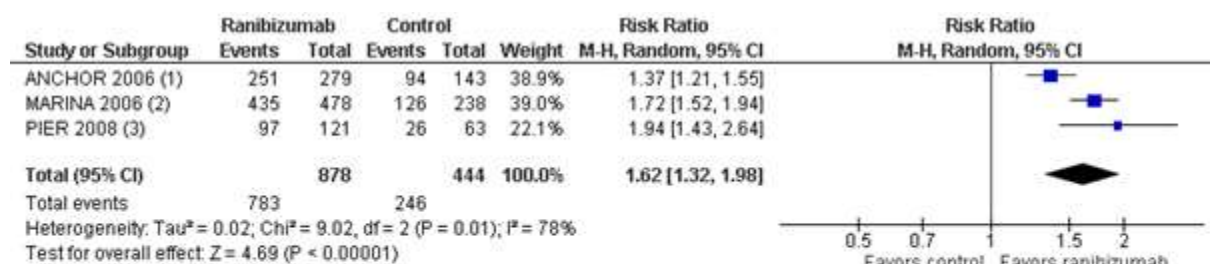 Ranibizumab Control Risk Ratio Risk Ratio
Study or Subgroup Events Total Events Total Weight M-H, Random, 95% CI M-H, Random, 95% CI
ANCHOR 2006 (1) 251 279 94 143 38.9% 1.37 [1.21, 1.55]
MARINA 2006 (2) 435 478 126 238 39.0% 1.72 [1.52, 1.94]
PIER 2008 (3) 97 121 26 63 22.1% 1.94 [1.43, 2.64]
Total (95% CI) 878 444 100.0% 1.62 [1.32, 1.98]
Total events 783 246
Heterogeneity: Tau² = 0.02; Chi² = 9.02, df = 2 (P = 0.01); I² = 78%
Test for overall effect: Z = 4.69 (P < 0.00001)
0.5 0.7 1 1.5 2
Favors control Favors ranibizumab